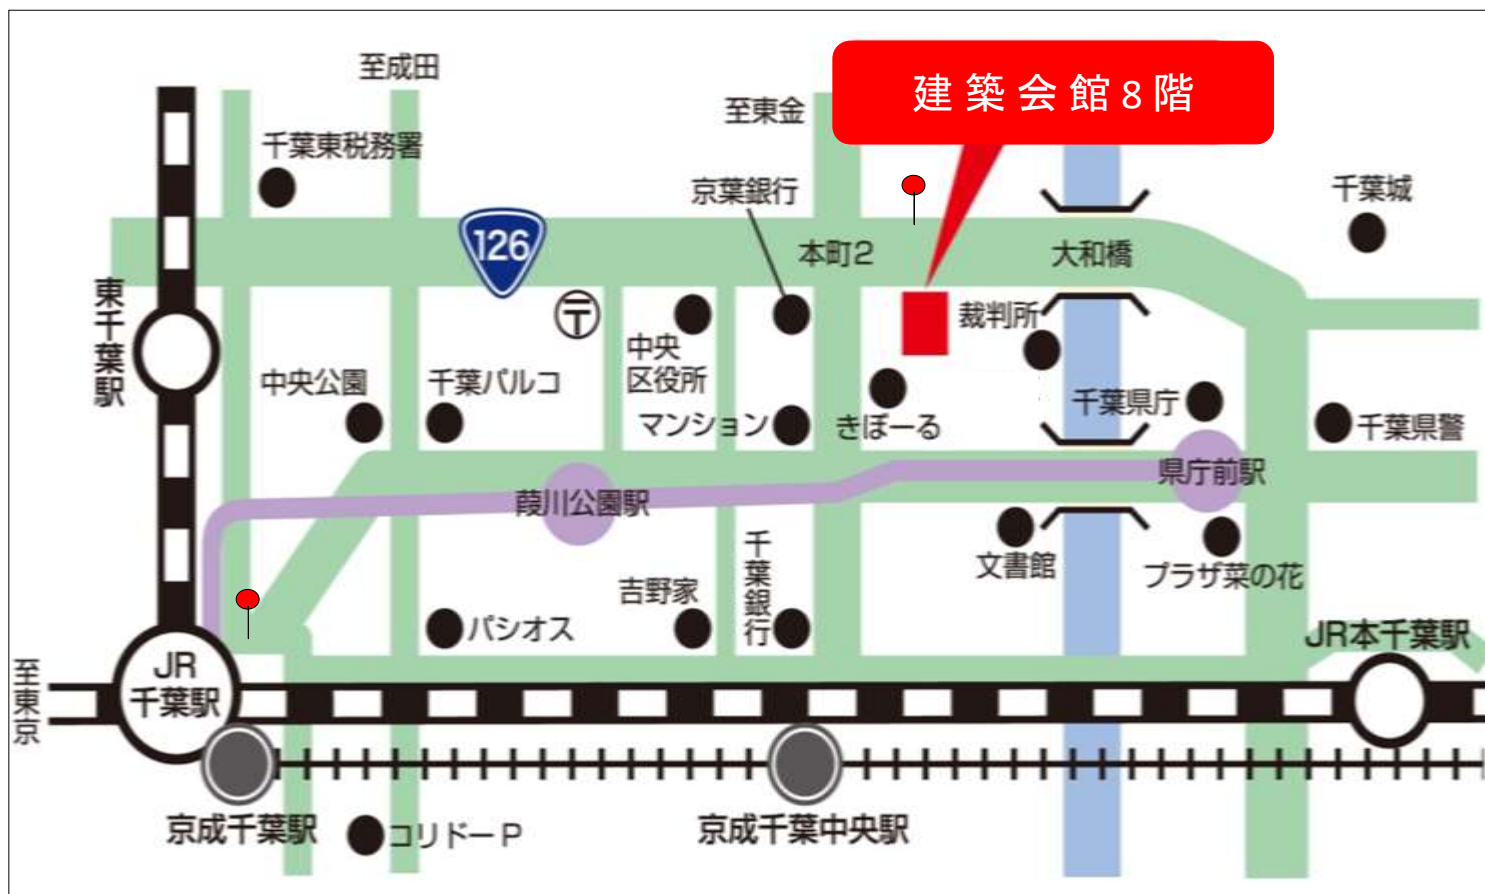 至成田
建築会館8階
至東金
千葉東税務署
京葉銀行
千葉城
126
本町2
大和橋
東千葉駅
〒
裁判所
中央
区役所
中央公園
千葉パルコ
マンション
きぼーる
千葉県庁
千葉県警
葭川公園駅
県庁前駅
千葉銀行
文書館
プラザ菜の花
吉野家
パシオス
JR本千葉駅
至東京
JR
千葉駅
京成千葉駅
コリドーP
京成千葉中央駅